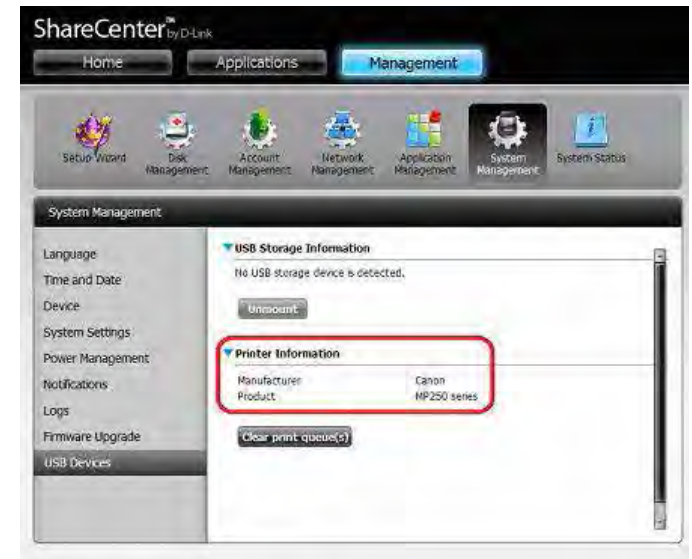 ShareCenter™ by D-Link
Home Applications Management
Setup Wizard
Disk Management
Account Management
Network Management
Application Management
System Management
System Status
System Management
Language
Time and Date
Device
System Settings
Power Management
Notifications
Logs
Firmware Upgrade
USB Devices
USB Storage Information
No USB storage device is detected.
Unmount
Printer Information
Manufacturer Canon
Product MP250 series
Clear print queue(s)